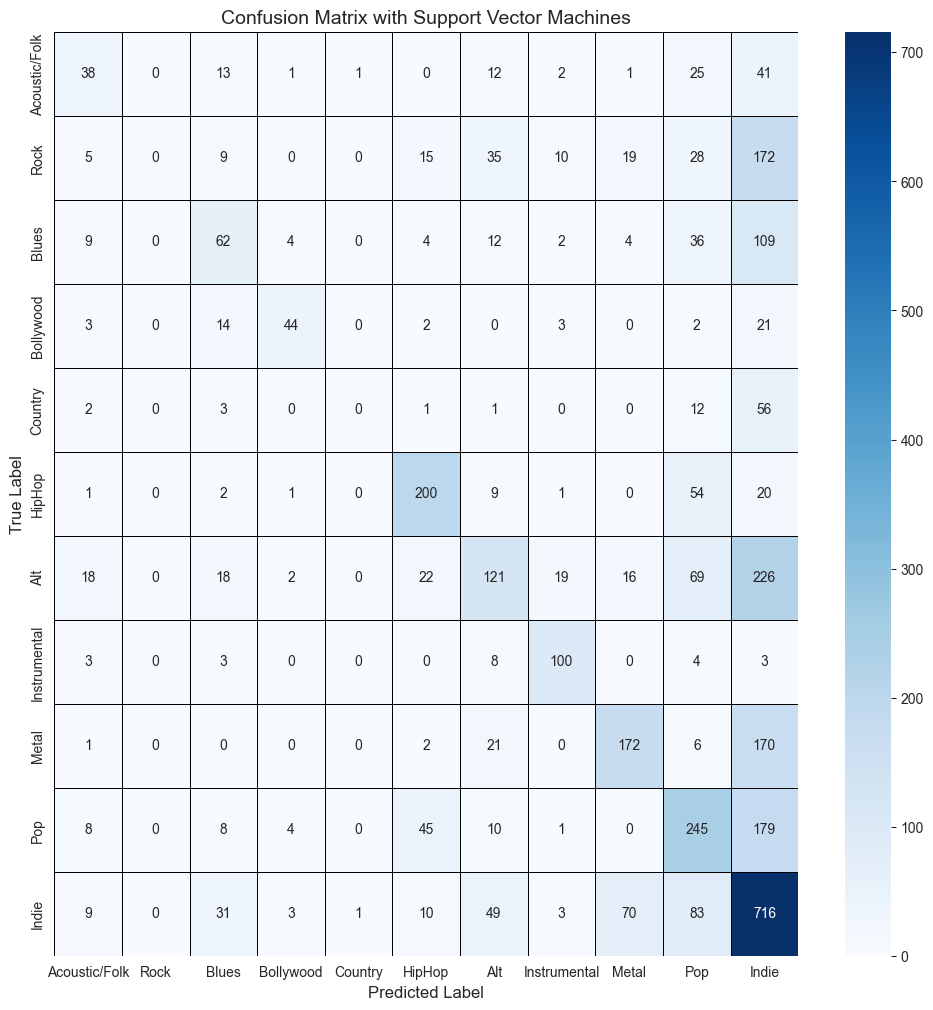 Confusion Matrix with Support Vector Machines
True Label
Acoustic/Folk 38 0 13 1 1 0 12 2 1 25 41
Rock 5 0 9 0 0 15 35 10 19 28 172
Blues 9 0 62 4 0 4 12 2 4 36 109
Bollywood 3 0 14 44 0 2 0 3 0 2 21
Country 2 0 3 0 0 1 1 0 0 12 56
HipHop 1 0 2 1 0 200 9 1 0 54 20
Alt 18 0 18 2 0 22 121 19 16 69 226
Instrumental 3 0 3 0 0 0 8 100 0 4 3
Metal 1 0 0 0 0 2 21 0 172 6 170
Pop 8 0 8 4 0 45 10 1 0 245 179
Indie 9 0 31 3 1 10 49 3 70 83 716
Acoustic/Folk Rock Blues Bollywood Country HipHop Alt Instrumental Metal Pop Indie
Predicted Label
700
600
500
400
300
200
100
0